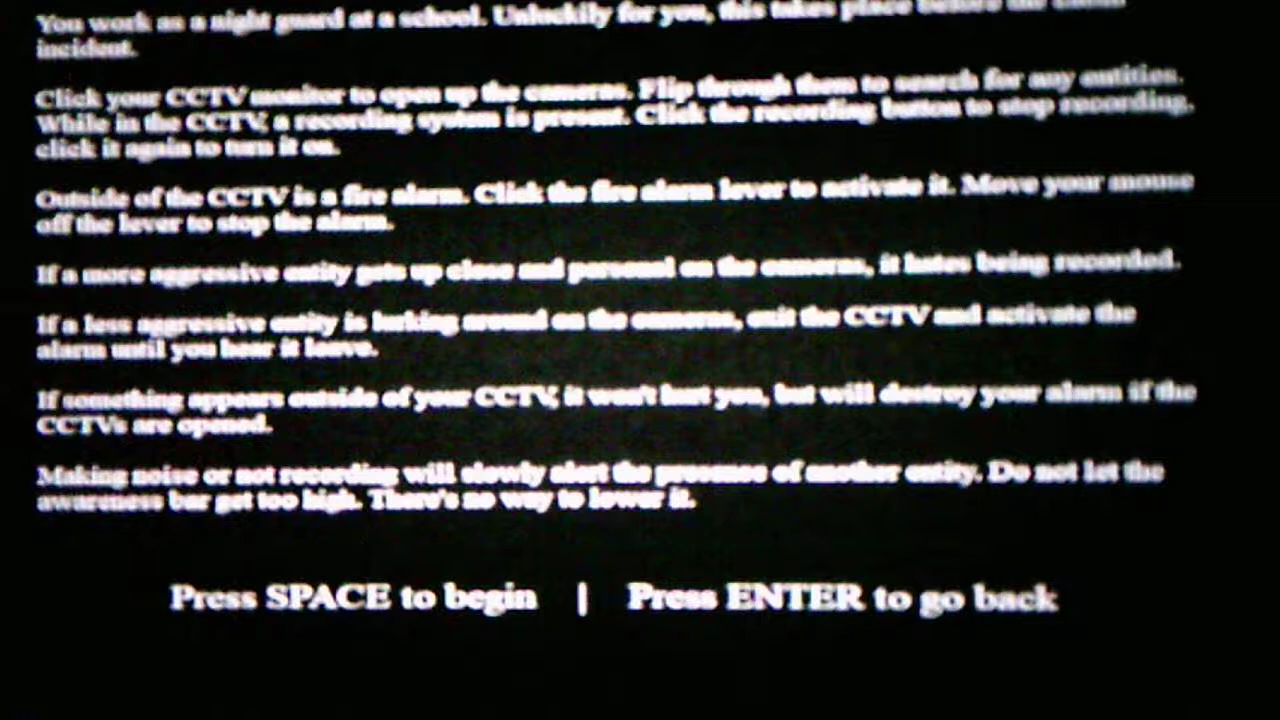 You work as a night guard at a school. Unluckily for you, this takes place before the
incident.
Click your CCTV monitor to open up the cameras. Flip through them to search for any entities.
While in the CCTV, a recording system is present. Click the recording button to stop recording,
click it again to turn it on.
Outside of the CCTV is a fire alarm. Click the fire alarm lever to activate it. Move your mouse
off the lever to stop the alarm.
If a more aggressive entity gets up close and personal on the cameras, it hates being recorded.
If a less aggressive entity is lurking around on the cameras, exit the CCTV and activate the
alarm until you hear it leave.
If something appears outside of your CCTV, it won't hurt you, but will destroy your alarm if the
CCTVs are opened.
Making noise or not recording will slowly alert the presence of another entity. Do not let the
awareness bar get too high. There's no way to lower it.
Press SPACE to begin | Press ENTER to go back